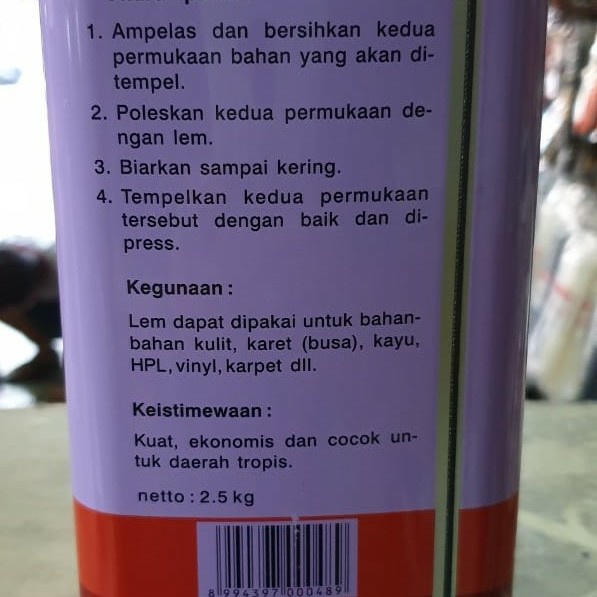 1. Ampelas dan bersihkan kedua
permukaan bahan yang akan di-
tempel.
2. Poleskan kedua permukaan de-
ngan lem.
3. Biarkan sampai kering.
4. Tempelkan kedua permukaan
tersebut dengan baik dan di-
press.
Kegunaan :
Lem dapat dipakai untuk bahan-
bahan kulit, karet (busa), kayu,
HPL, vinyl, karpet dll.
Keistimewaan :
Kuat, ekonomis dan cocok un-
tuk daerah tropis.
netto : 2.5 kg
8 994397 000489